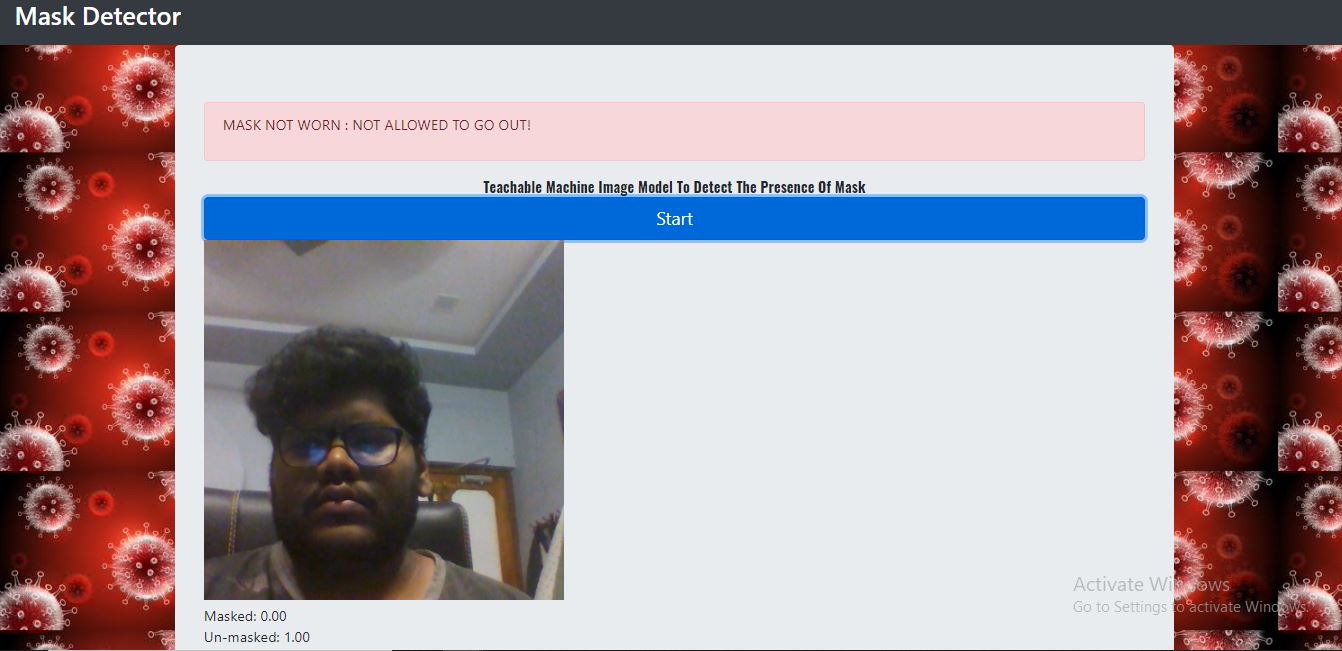 Mask Detector
MASK NOT WORN : NOT ALLOWED TO GO OUT!
Teachable Machine Image Model To Detect The Presence Of Mask
Start
Masked: 0.00
Un-masked: 1.00
Activate Windows
Go to Settings to activate Windows.